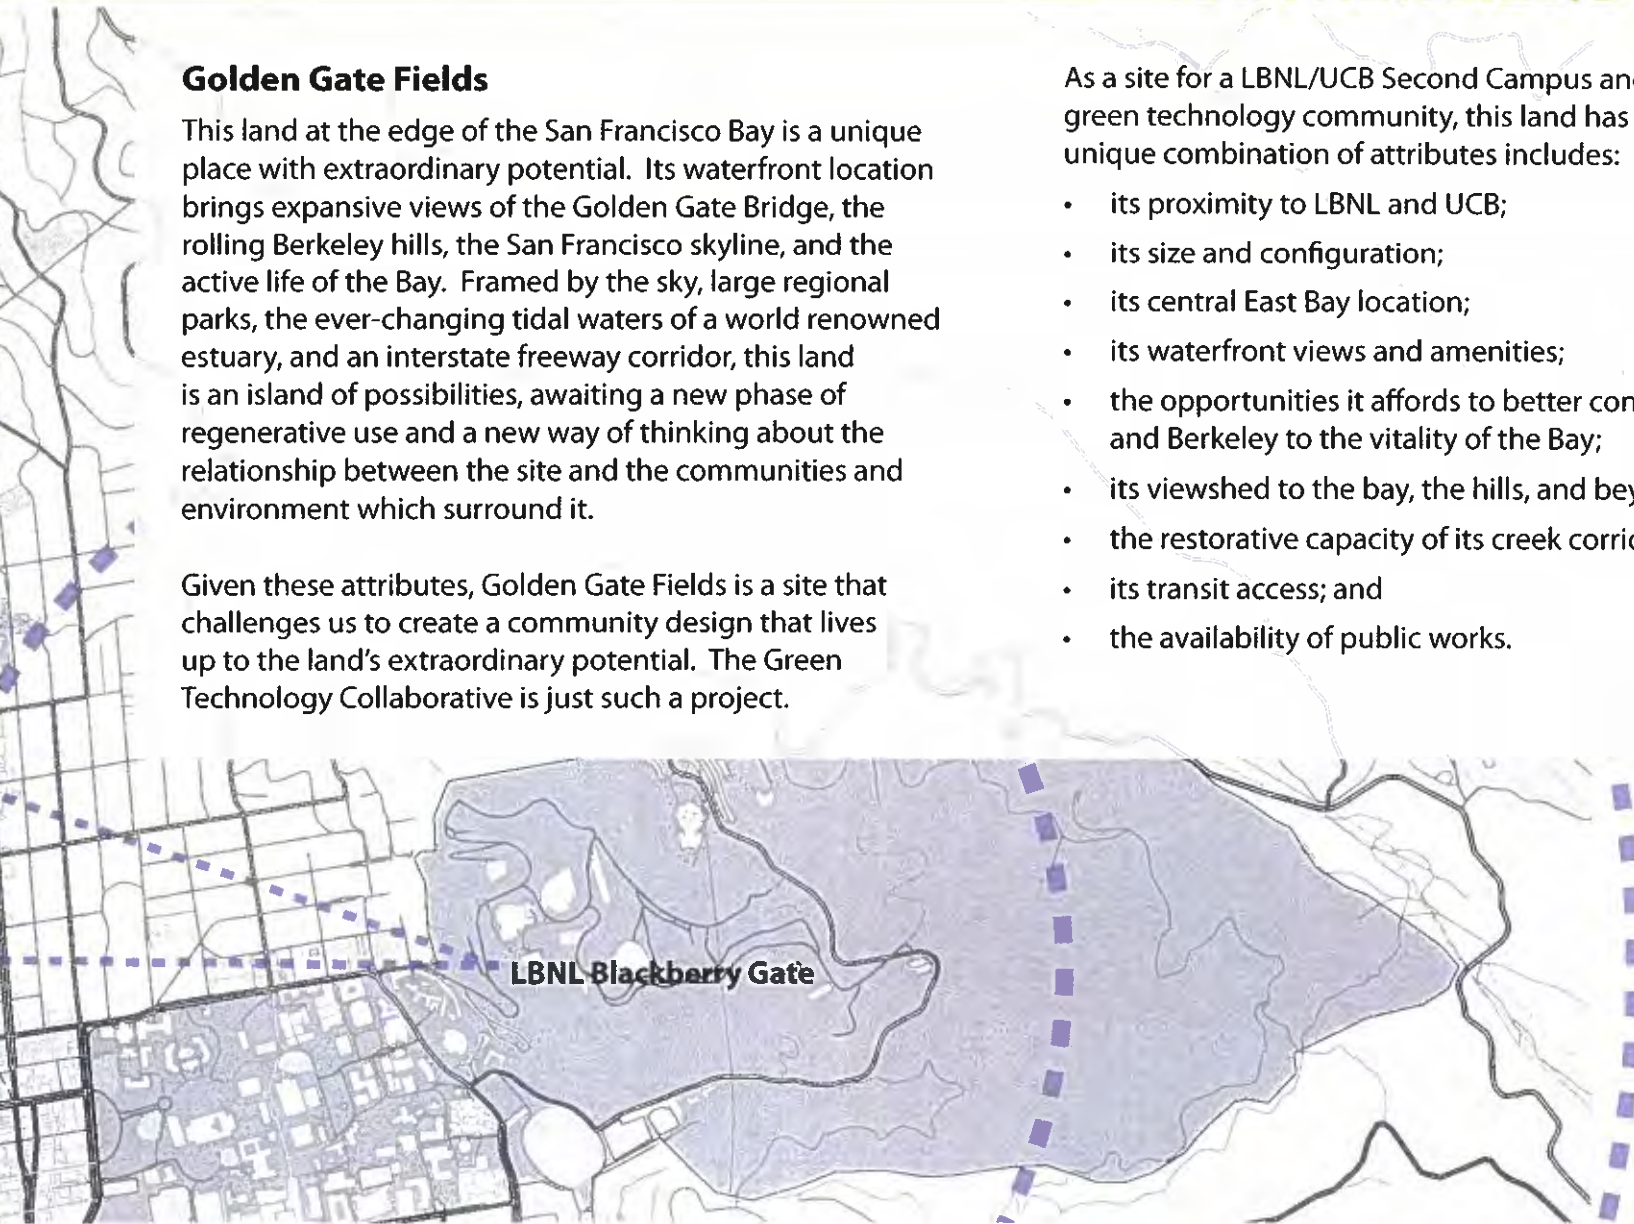 Golden Gate Fields
This land at the edge of the San Francisco Bay is a unique
place with extraordinary potential. Its waterfront location
brings expansive views of the Golden Gate Bridge, the
rolling Berkeley hills, the San Francisco skyline, and the
active life of the Bay. Framed by the sky, large regional
parks, the ever-changing tidal waters of a world renowned
estuary, and an interstate freeway corridor, this land
is an island of possibilities, awaiting a new phase of
regenerative use and a new way of thinking about the
relationship between the site and the communities and
environment which surround it.
Given these attributes, Golden Gate Fields is a site that
challenges us to create a community design that lives
up to the land's extraordinary potential. The Green
Technology Collaborative is just such a project.
As a site for a LBNL/UCB Second Campus
green technology community, this land has
unique combination of attributes includes:
• its proximity to LBNL and UCB;
• its size and configuration;
• its central East Bay location;
• its waterfront views and amenities;
• the opportunities it affords to better
and Berkeley to the vitality of the Bay;
• its viewshed to the bay, the hills, and
• the restorative capacity of its creek
• its transit access; and
• the availability of public works.
LBNL Blackberry Gate